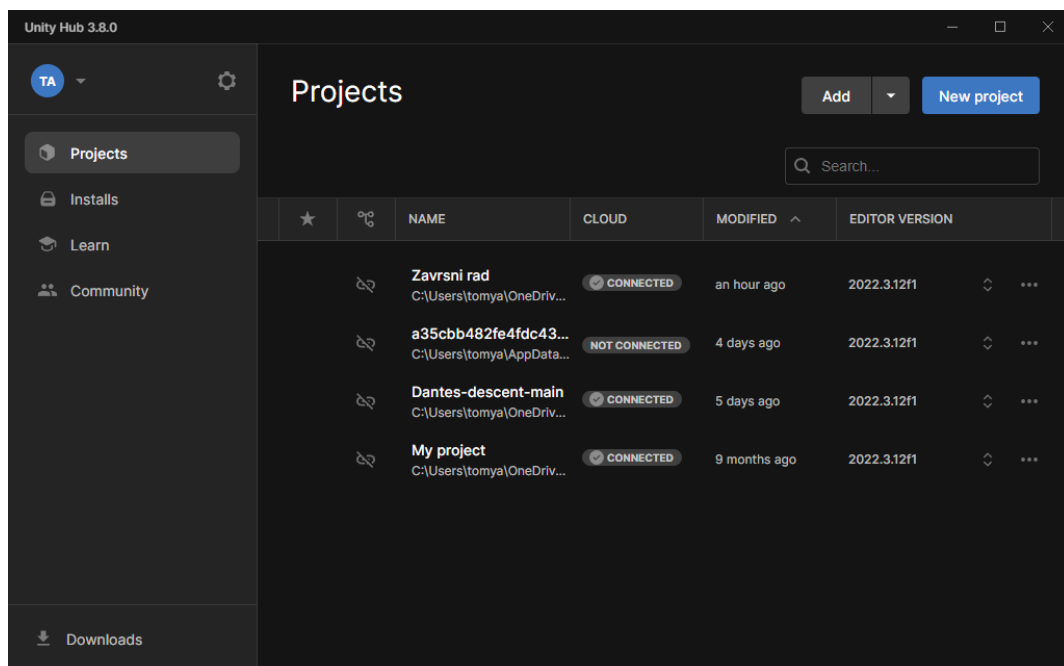 Unity Hub 3.8.0
TA
Projects
Installs
Learn
Community
Downloads
Projects
Add
New project
Search...
NAME CLOUD MODIFIED EDITOR VERSION
Zavrsni rad
C:\Users\tomya\OneDriv...
CONNECTED an hour ago 2022.3.12f1
a35cbb482fe4fdc43...
C:\Users\tomya\AppData...
NOT CONNECTED 4 days ago 2022.3.12f1
Dantes-descent-main
C:\Users\tomya\OneDriv...
CONNECTED 5 days ago 2022.3.12f1
My project
C:\Users\tomya\OneDriv...
CONNECTED 9 months ago 2022.3.12f1